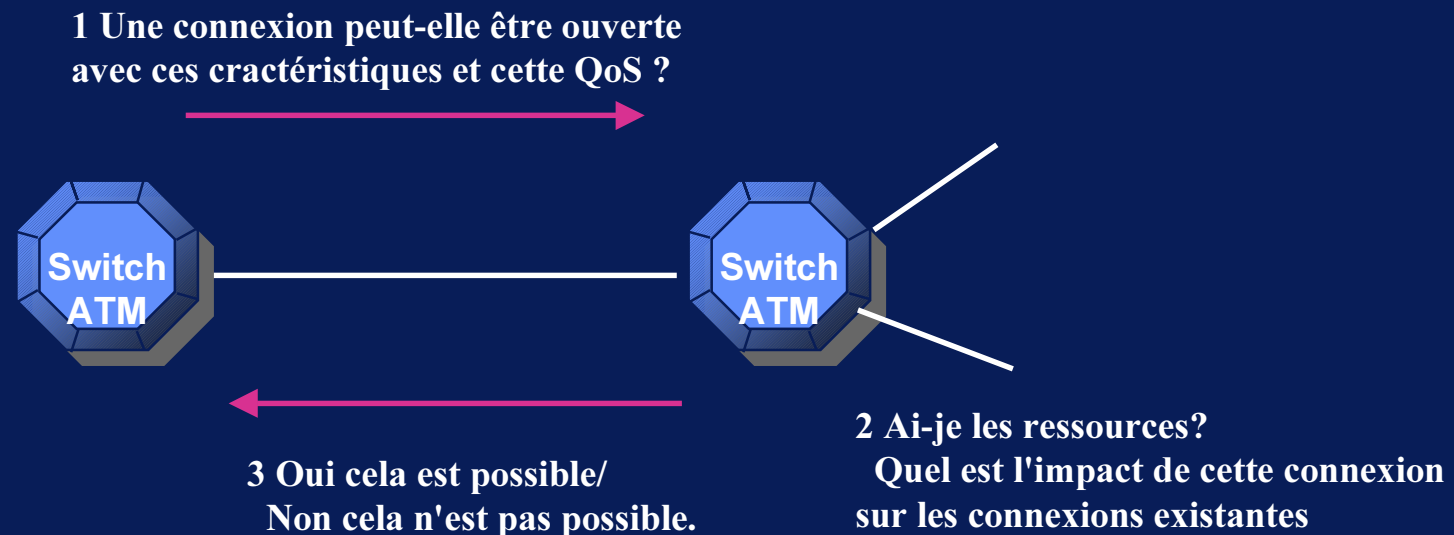 1 Une connexion peut-elle être ouverte
avec ces cractéristiques et cette QoS ?
Switch
ATM
Switch
ATM
2 Ai-je les ressources?
Quel est l'impact de cette connexion
sur les connexions existantes
3 Oui cela est possible/
Non cela n'est pas possible.